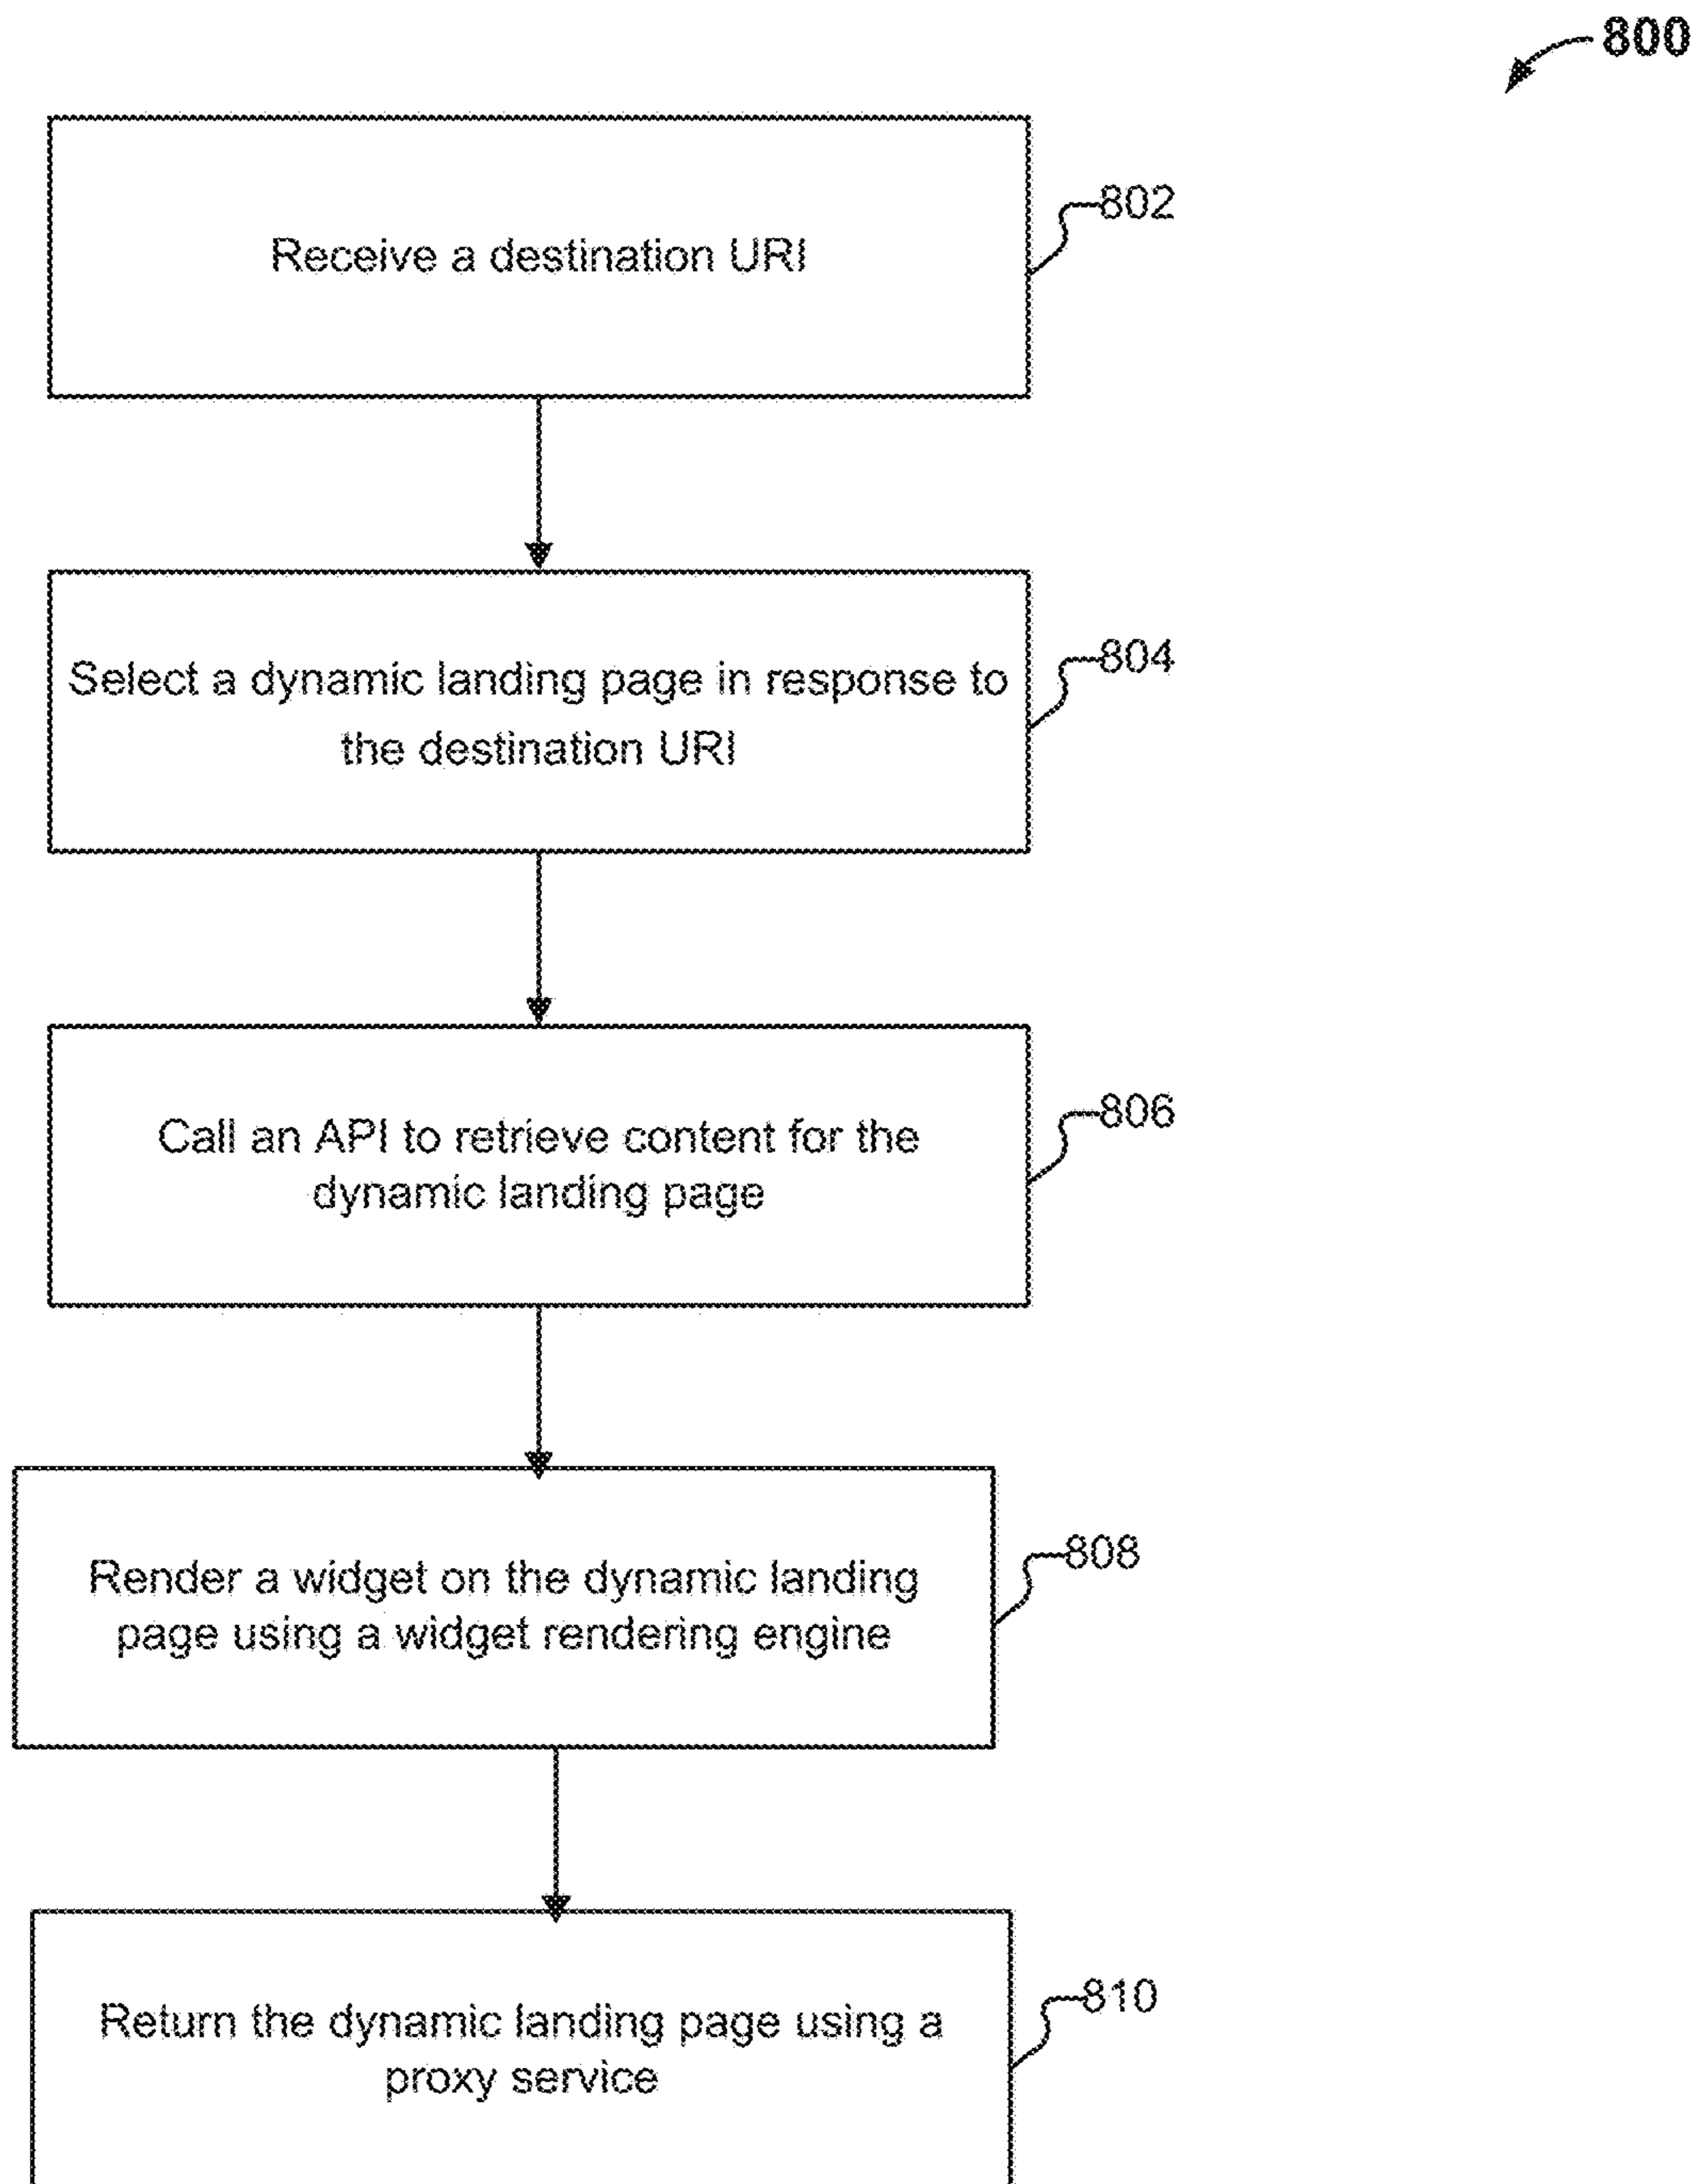 800
Receive a destination URI
802
Select a dynamic landing page in response to
the destination URI
804
Call an API to retrieve content for the
dynamic landing page
806
Render a widget on the dynamic landing
page using a widget rendering engine
808
Return the dynamic landing page using a
proxy service
810